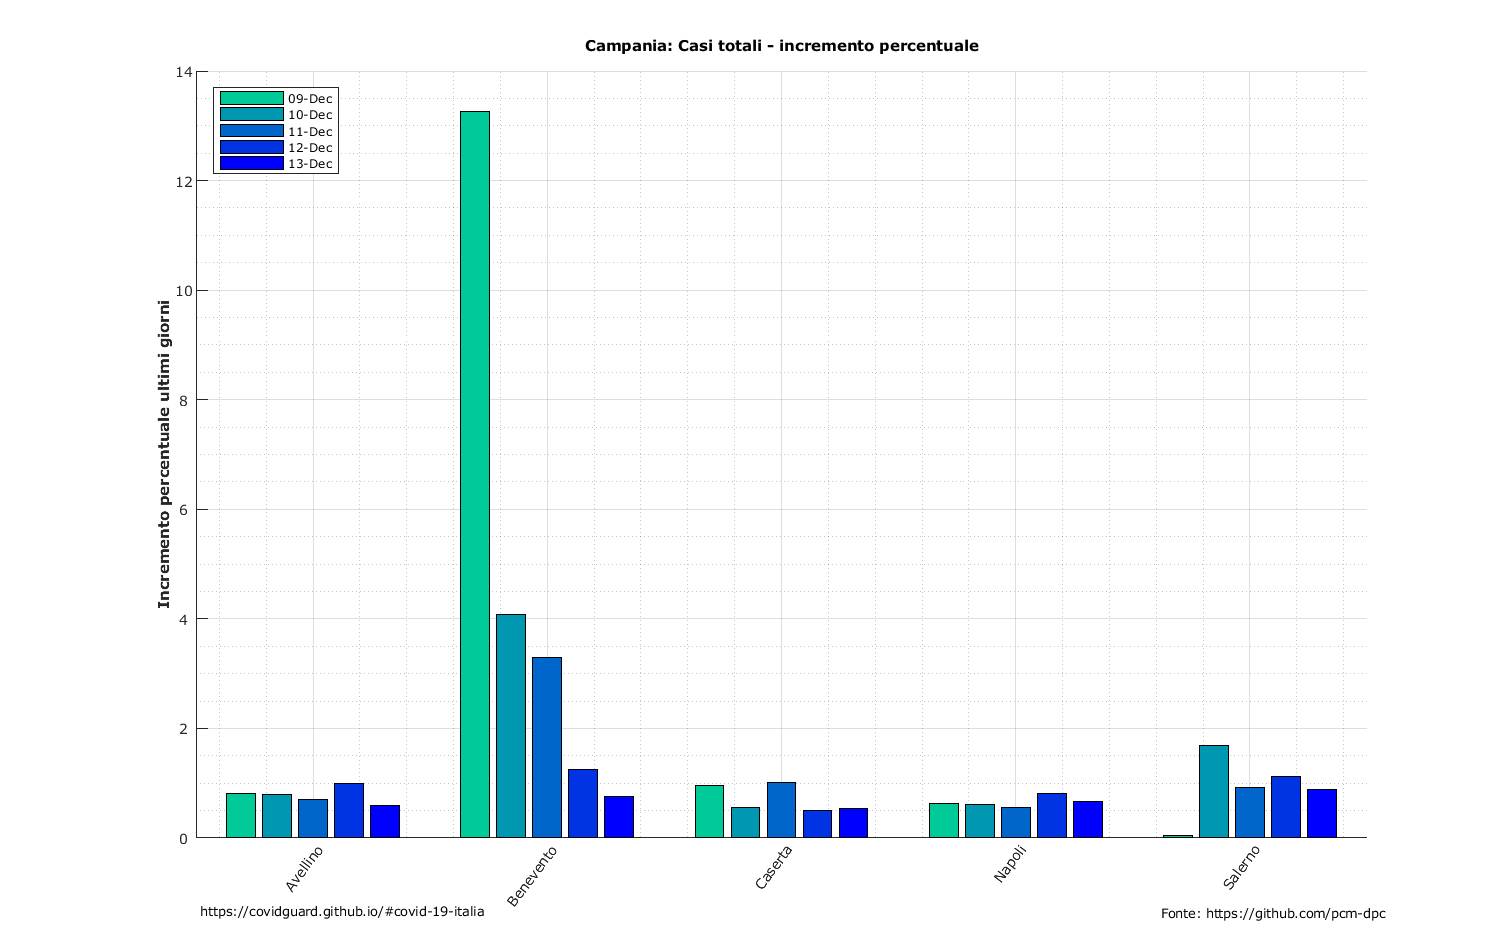 Campania: Casi totali - incremento percentuale
14
12
10
8
6
4
2
0
Incremento percentuale ultimi giorni
09-Dec
10-Dec
11-Dec
12-Dec
13-Dec
Avellino
Benevento
Caserta
Napoli
Salerno
https://covidguard.github.io/#covid-19-italia
Fonte: https://github.com/pcm-dpc